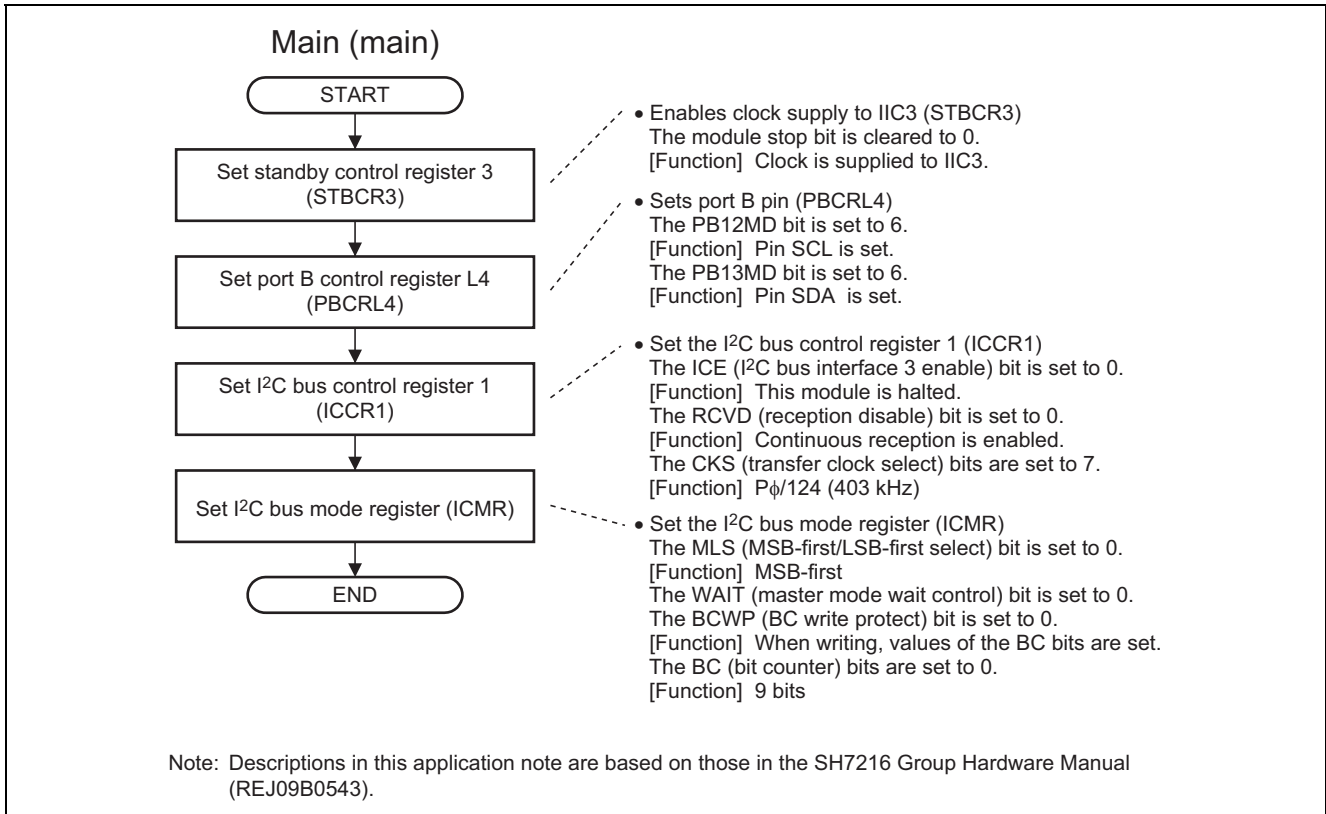 Main (main)
START
Set standby control register 3
(STBCR3)
Set port B control register L4
(PBCRL4)
Set I²C bus control register 1
(ICCR1)
Set I²C bus mode register (ICMR)
END
• Enables clock supply to IIC3 (STBCR3)
The module stop bit is cleared to 0.
[Function] Clock is supplied to IIC3.
• Sets port B pin (PBCRL4)
The PB12MD bit is set to 6.
[Function] Pin SCL is set.
The PB13MD bit is set to 6.
[Function] Pin SDA is set.
• Set the I²C bus control register 1 (ICCR1)
The ICE (I²C bus interface 3 enable) bit is set to 0.
[Function] This module is halted.
The RCVD (reception disable) bit is set to 0.
[Function] Continuous reception is enabled.
The CKS (transfer clock select) bits are set to 7.
[Function] Pϕ/124 (403 kHz)
• Set the I²C bus mode register (ICMR)
The MLS (MSB-first/LSB-first select) bit is set to 0.
[Function] MSB-first
The WAIT (master mode wait control) bit is set to 0.
The BCWP (BC write protect) bit is set to 0.
[Function] When writing, values of the BC bits are set.
The BC (bit counter) bits are set to 0.
[Function] 9 bits
Note: Descriptions in this application note are based on those in the SH7216 Group Hardware Manual
(REJ09B0543).